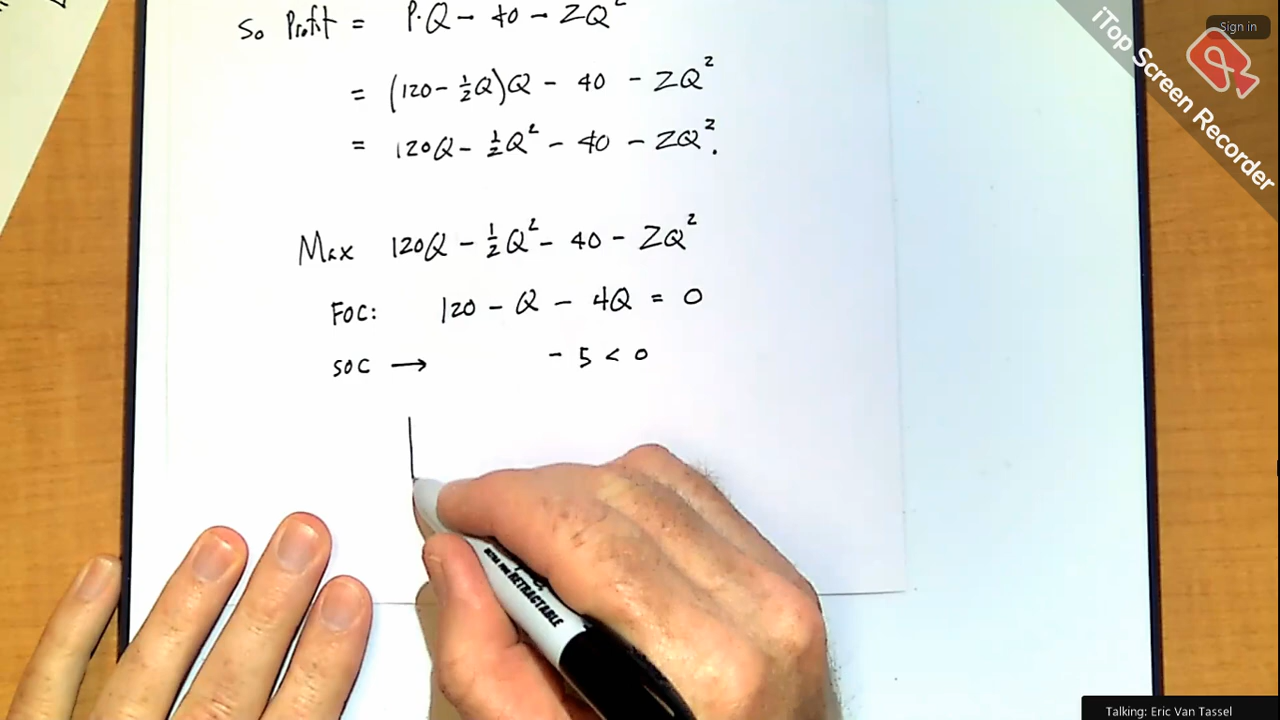 So Profit = P·Q - 40 - 2Q²
= (120 - ½Q)Q - 40 - 2Q²
= 120Q - ½Q² - 40 - 2Q².
Max 120Q - ½Q² - 40 - 2Q²
FOC: 120 - Q - 4Q = 0
SOC → - 5 < 0
RETRACTABLE
iTop Screen Recorder
Sign in
Talking: Eric Van Tassel